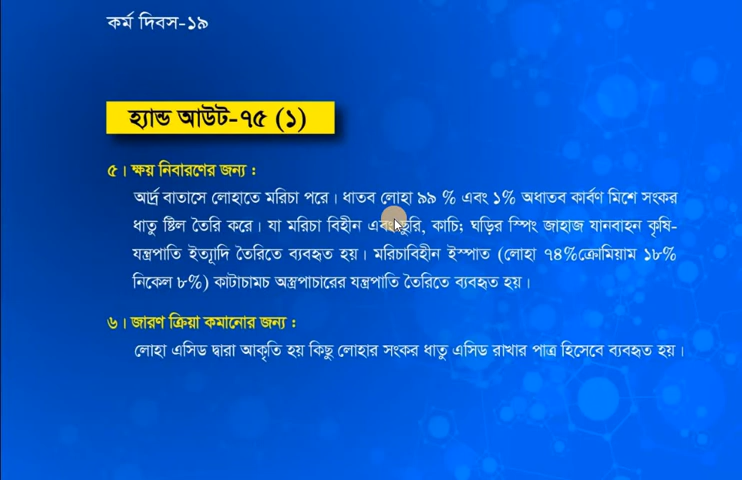 কর্ম দিবস-১৯
হ্যান্ড আউট-৭৫ (১)
৫। ক্ষয় নিবারণের জন্য :
আর্দ্র বাতাসে লোহাতে মরিচা পরে। ধাতব লোহা ৯৯ % এবং ১% অধাতব কার্বণ মিশে সংকর
ধাতু ষ্টিল তৈরি করে। যা মরিচা বিহীন এবং ছুরি, কাচি; ঘড়ির স্পিং জাহাজ যানবাহন কৃষি-
যন্ত্রপাতি ইত্যাদি তৈরিতে ব্যবহৃত হয়। মরিচাবিহীন ইস্পাত (লোহা ৭৪%ক্রোমিয়াম ১৮%
নিকেল ৮%) কাটাচামচ অস্ত্রপাচারের যন্ত্রপাতি তৈরিতে ব্যবহৃত হয়।
৬। জারণ ক্রিয়া কমানোর জন্য :
লোহা এসিড দ্বারা আকৃতি হয় কিছু লোহার সংকর ধাতু এসিড রাখার পাত্র হিসেবে ব্যবহৃত হয়।